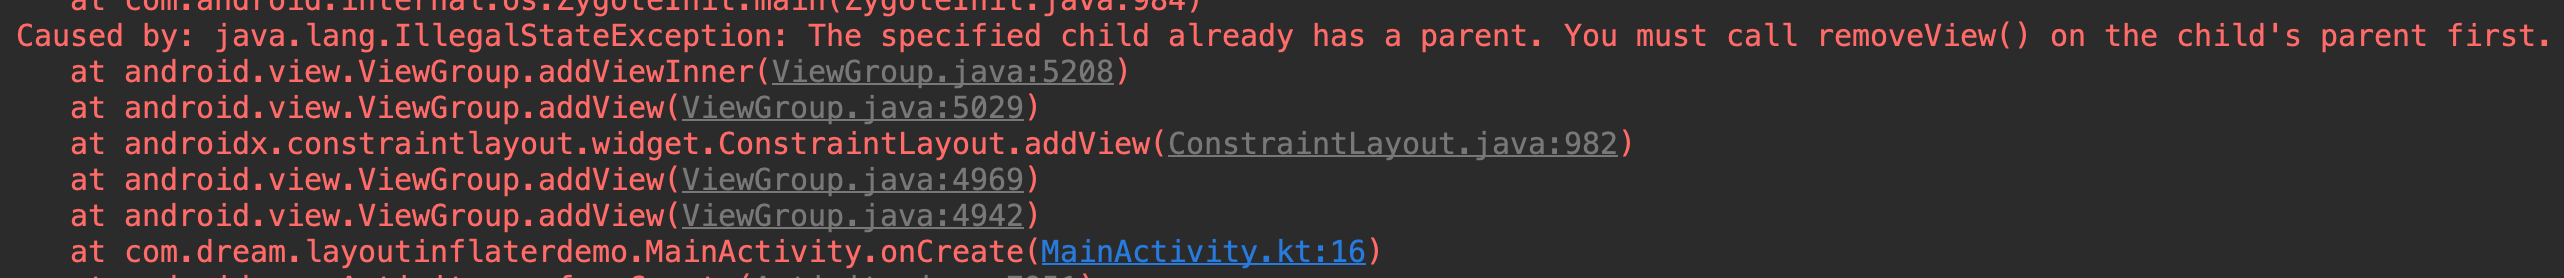 at com.android.internal.os.ZygoteInit.main(ZygoteInit.java:984)
Caused by: java.lang.IllegalStateException: The specified child already has a parent. You must call removeView() on the child's parent first.
at android.view.ViewGroup.addViewInner(ViewGroup.java:5208)
at android.view.ViewGroup.addView(ViewGroup.java:5029)
at androidx.constraintlayout.widget.ConstraintLayout.addView(ConstraintLayout.java:982)
at android.view.ViewGroup.addView(ViewGroup.java:4969)
at android.view.ViewGroup.addView(ViewGroup.java:4942)
at com.dream.layoutinflaterdemo.MainActivity.onCreate(MainActivity.kt:16)